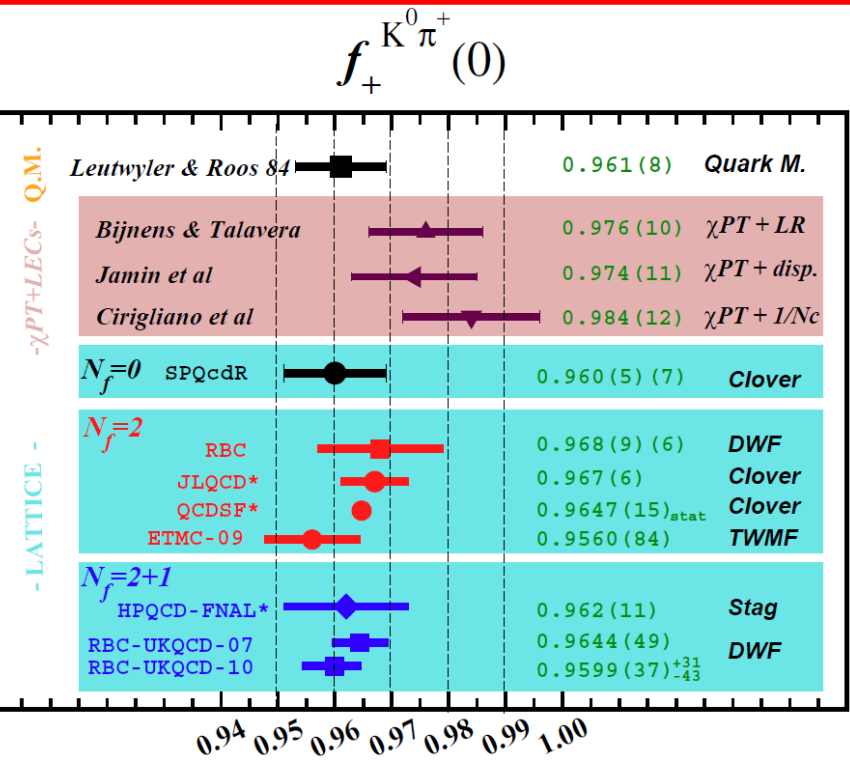 f₊^{K⁰π⁺}(0)
Q.M.
Leutwyler & Roos 84 0.961(8) Quark M.
-χPT+LECs-
Bijnens & Talavera 0.976(10) χPT + LR
Jamin et al 0.974(11) χPT + disp.
Cirigliano et al 0.984(12) χPT + 1/Nc
- LATTICE -
N_f=0 SPQcdR 0.960(5)(7) Clover
N_f=2
RBC 0.968(9)(6) DWF
JLQCD* 0.967(6) Clover
QCDSF* 0.9647(15)_stat Clover
ETMC-09 0.9560(84) TWMF
N_f=2+1
HPQCD-FNAL* 0.962(11) Stag
RBC-UKQCD-07 0.9644(49) DWF
RBC-UKQCD-10 0.9599(37)^{+31}_{-43}
0.94 0.95 0.96 0.97 0.98 0.99 1.00